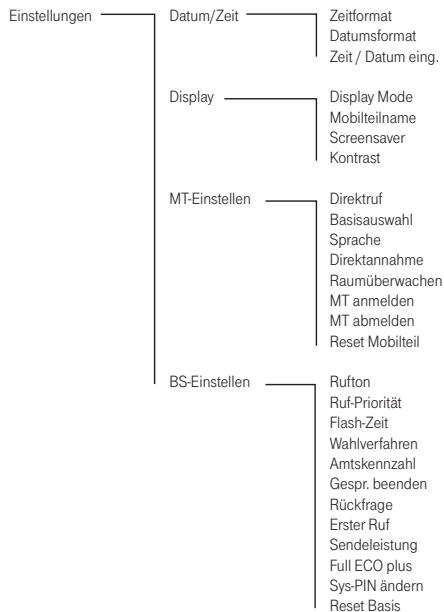 Einstellungen Datum/Zeit Zeitformat
Datumsformat
Zeit / Datum eing.
Display Display Mode
Mobilteilname
Screensaver
Kontrast
MT-Einstellen Direktruf
Basisauswahl
Sprache
Direktannahme
Raumüberwachen
MT anmelden
MT abmelden
Reset Mobilteil
BS-Einstellen Rufton
Ruf-Priorität
Flash-Zeit
Wahlverfahren
Amtskennzahl
Gespr. beenden
Rückfrage
Erster Ruf
Sendeleistung
Full ECO plus
Sys-PIN ändern
Reset Basis